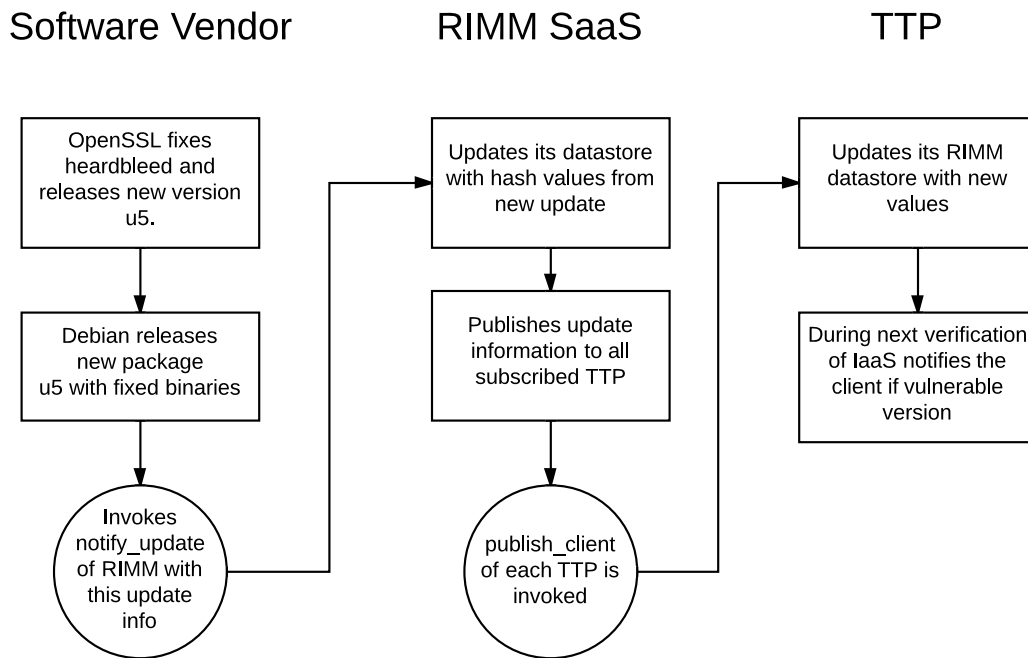 Software Vendor
OpenSSL fixes
heardbleed and
releases new version
u5.
Debian releases
new package
u5 with fixed binaries
Invokes
notify_update
of RIMM with
this update
info
RIMM SaaS
Updates its datastore
with hash values from
new update
Publishes update
information to all
subscribed TTP
publish_client
of each TTP is
invoked
TTP
Updates its RIMM
datastore with new
values
During next verification
of IaaS notifies the
client if vulnerable
version